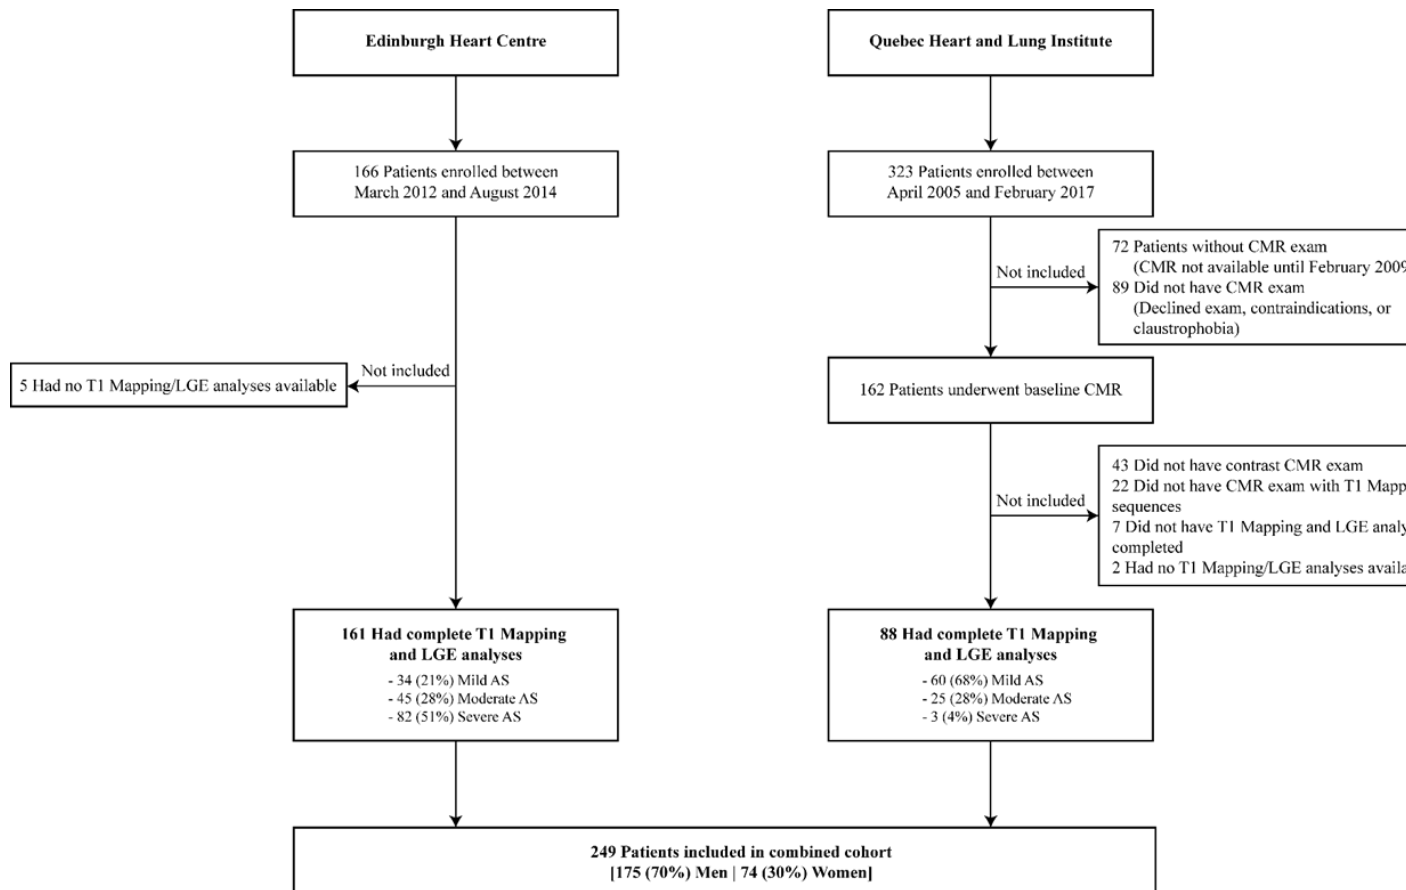 Edinburgh Heart Centre
Quebec Heart and Lung Institute
166 Patients enrolled between
March 2012 and August 2014
323 Patients enrolled between
April 2005 and February 2017
72 Patients without CMR exam
(CMR not available until February 2009
89 Did not have CMR exam
(Declined exam, contraindications, or
claustrophobia)
Not included
Not included
5 Had no T1 Mapping/LGE analyses available
162 Patients underwent baseline CMR
43 Did not have contrast CMR exam
22 Did not have CMR exam with T1 Mapp
sequences
7 Did not have T1 Mapping and LGE analy
completed
2 Had no T1 Mapping/LGE analyses availa
Not included
161 Had complete T1 Mapping
and LGE analyses
- 34 (21%) Mild AS
- 45 (28%) Moderate AS
- 82 (51%) Severe AS
88 Had complete T1 Mapping
and LGE analyses
- 60 (68%) Mild AS
- 25 (28%) Moderate AS
- 3 (4%) Severe AS
249 Patients included in combined cohort
[175 (70%) Men | 74 (30%) Women]